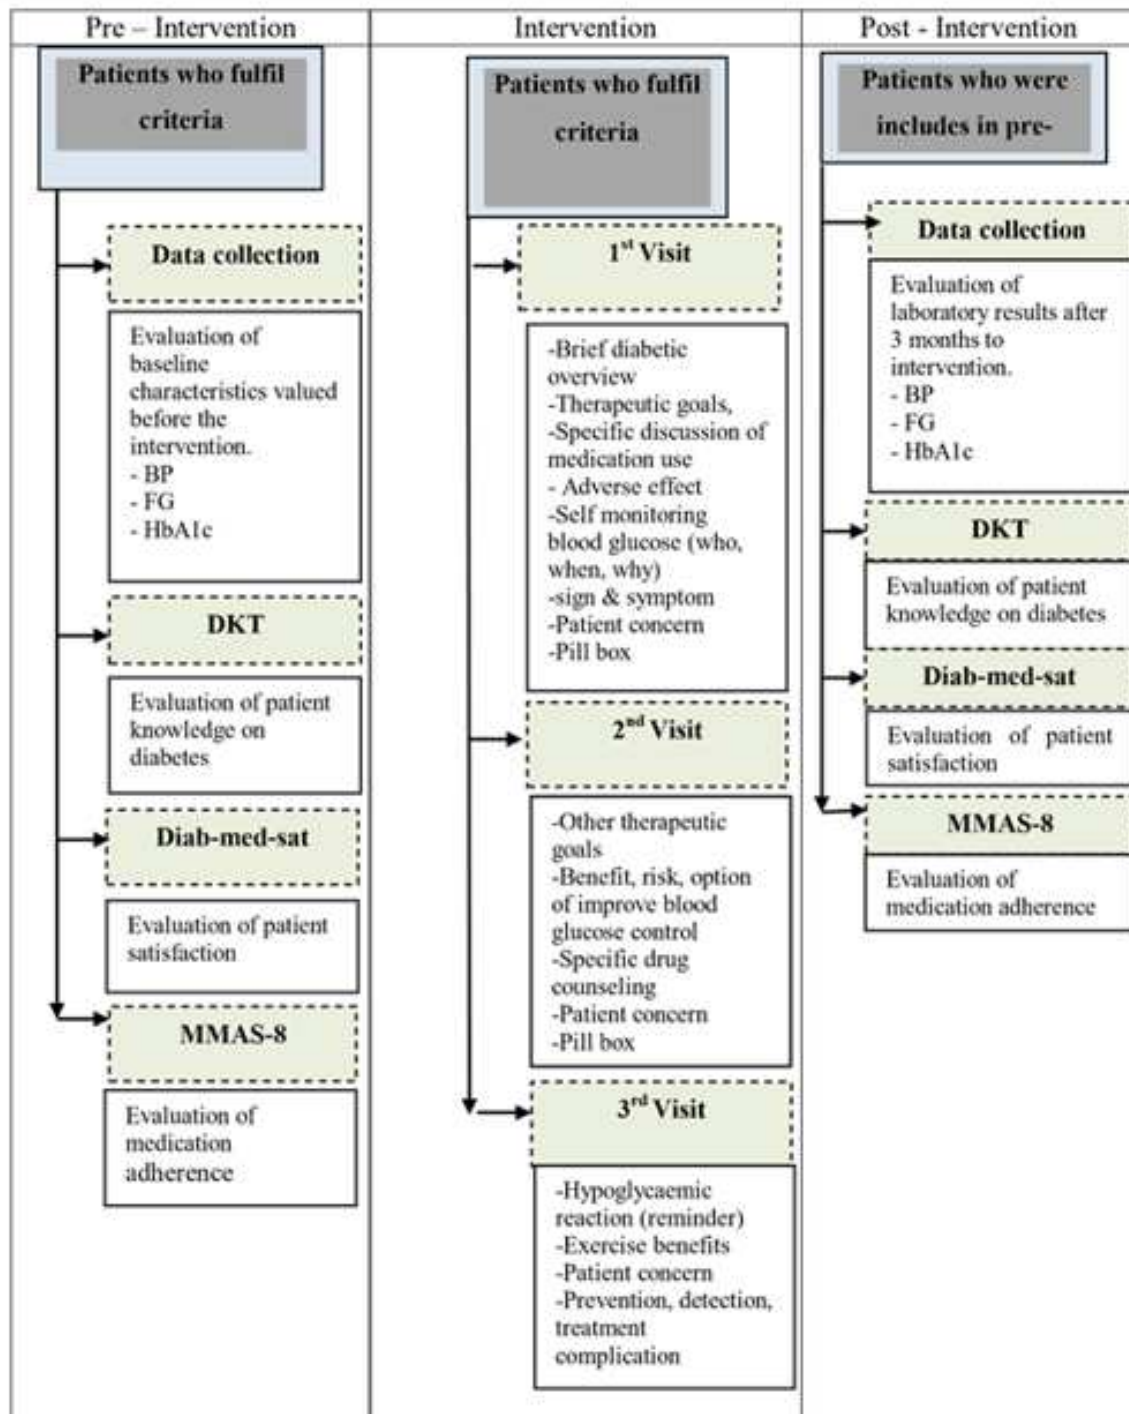 Pre – Intervention
Patients who fulfil
criteria
Data collection
Evaluation of
baseline
characteristics valued
before the
intervention.
- BP
- FG
- HbA1c
DKT
Evaluation of patient
knowledge on
diabetes
Diab-med-sat
Evaluation of patient
satisfaction
MMAS-8
Evaluation of
medication
adherence
Intervention
Patients who fulfil
criteria
1st Visit
-Brief diabetic
overview
-Therapeutic goals,
-Specific discussion of
medication use
- Adverse effect
-Self monitoring
blood glucose (who,
when, why)
-sign & symptom
-Patient concern
-Pill box
2nd Visit
-Other therapeutic
goals
-Benefit, risk, option
of improve blood
glucose control
-Specific drug
counseling
-Patient concern
-Pill box
3rd Visit
-Hypoglycaemic
reaction (reminder)
-Exercise benefits
-Patient concern
-Prevention, detection,
treatment
complication
Post - Intervention
Patients who were
includes in pre-
Data collection
Evaluation of
laboratory results after
3 months to
intervention.
- BP
- FG
- HbA1c
DKT
Evaluation of patient
knowledge on diabetes
Diab-med-sat
Evaluation of patient
satisfaction
MMAS-8
Evaluation of
medication adherence